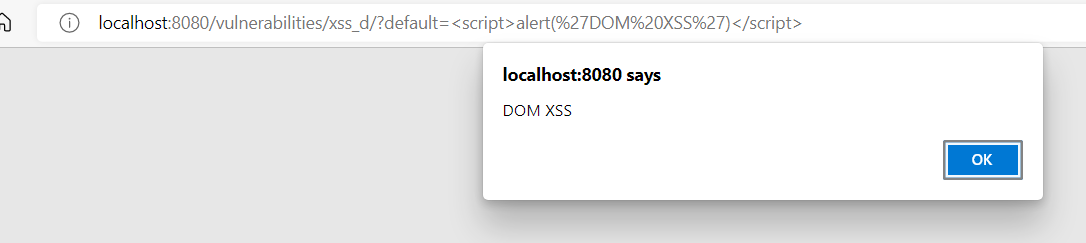 localhost:8080/vulnerabilities/xss_d/?default=<script>alert(%27DOM%20XSS%27)</script>
localhost:8080 says
DOM XSS
OK